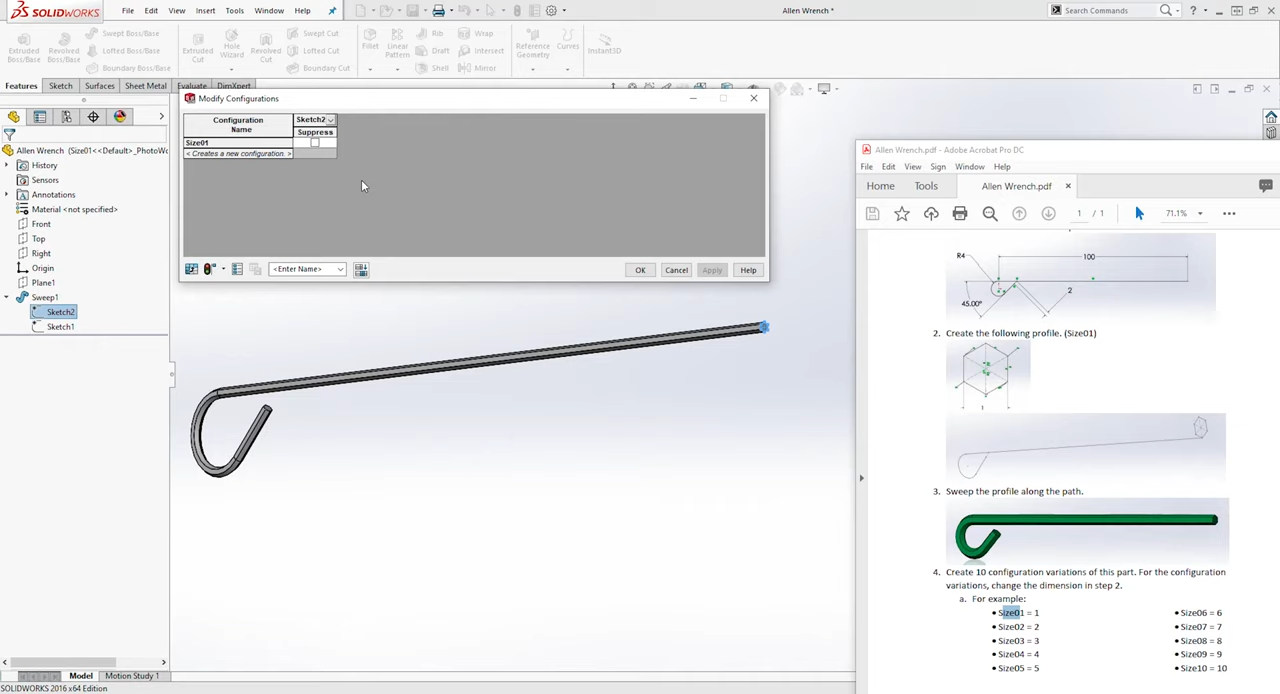 SOLIDWORKS File Edit View Insert Tools Window Help Allen Wrench * Search Commands
Extruded Boss/Base
Revolved Boss/Base
Swept Boss/Base
Lofted Boss/Base
Boundary Boss/Base
Extruded Cut
Hole Wizard
Revolved Cut
Swept Cut
Lofted Cut
Boundary Cut
Fillet
Linear Pattern
Rib
Draft
Shell
Wrap
Intersect
Mirror
Reference Geometry
Curves
Instant3D
Features Sketch Surfaces Sheet Metal Evaluate DimXpert
Modify Configurations
Configuration Name
Sketch2
Suppress
Size01
< Creates a new configuration >
<Enter Name>
OK Cancel Apply Help
Allen Wrench (Size01<<Default>_PhotoWo
History
Sensors
Annotations
Material <not specified>
Front
Top
Right
Origin
Plane1
Sweep1
Sketch2
Sketch1
Model Motion Study 1
SOLIDWORKS 2016 x64 Edition
Allen Wrench.pdf - Adobe Acrobat Pro DC
File Edit View Sign Window Help
Home Tools Allen Wrench.pdf ×
1 / 1 71.1%
R4
100
45.00°
2
2. Create the following profile. (Size01)
1
3. Sweep the profile along the path.
4. Create 10 configuration variations of this part. For the configuration
variations, change the dimension in step 2.
a. For example:
• Size01 = 1 • Size06 = 6
• Size02 = 2 • Size07 = 7
• Size03 = 3 • Size08 = 8
• Size04 = 4 • Size09 = 9
• Size05 = 5 • Size10 = 10